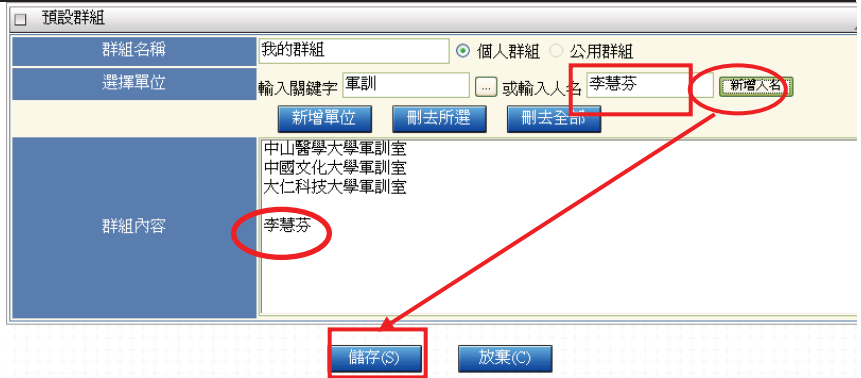 預設群組
群組名稱 我的群組 個人群組 公用群組
選擇單位 輸入關鍵字 軍訓 ... 或輸入人名 李慧芬 新增人名
新增單位 刪去所選 刪去全部
中山醫學大學軍訓室
中國文化大學軍訓室
大仁科技大學軍訓室
群組內容 李慧芬
儲存(S) 放棄(C)